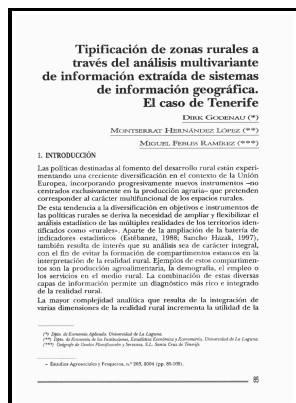 Tipificación de zonas rurales a
través del análisis multivariante
de información extraída de sistemas
de información geográfica.
El caso de Tenerife
DIRK GODENAU (*)
MONTSERRAT HERNÁNDEZ LÓPEZ (**)
MIGUEL FEBLES RAMÍREZ (***)
1. INTRODUCCIÓN
Las políticas destinadas al fomento del desarrollo rural están experi-
mentando una creciente diversificación en el contexto de la Unión
Europea, incorporando progresivamente nuevos instrumentos –no
centrados exclusivamente en la producción agraria– que pretenden
corresponder al carácter multifuncional de los espacios rurales.
De esta tendencia a la diversificación en objetivos e instrumentos de
las políticas rurales se deriva la necesidad de ampliar y flexibilizar el
análisis estadístico de las múltiples realidades de los territorios iden-
tificados como «rurales». Aparte de la ampliación de la batería de
indicadores estadísticos (Estébanez, 1988; Sancho Hazak, 1997),
también resulta de interés que su análisis sea de carácter integral,
con el fin de evitar la formación de compartimentos estancos en la
interpretación de la realidad rural. Ejemplos de estos compartimen-
tos son la producción agroalimentaria, la demografía, el empleo o
los servicios en el medio rural. La combinación de estas diversas
capas de información permite un diagnóstico más rico e integrado
de la realidad rural.
La mayor complejidad analítica que resulta de la integración de
varias dimensiones de la realidad rural incrementa la utilidad de la
(*) Dpto. de Economía Aplicada. Universidad de La Laguna.
(**) Dpto. de Economía de las Instituciones, Estadística Económica y Econometría. Universidad de La Laguna.
(***) Geógrafo de Gestos Planificación y Servicios, S.L. Santa Cruz de Tenerife.
– Estudios Agrosociales y Pesqueros, n.º 203, 2004 (pp. 85-109).
85